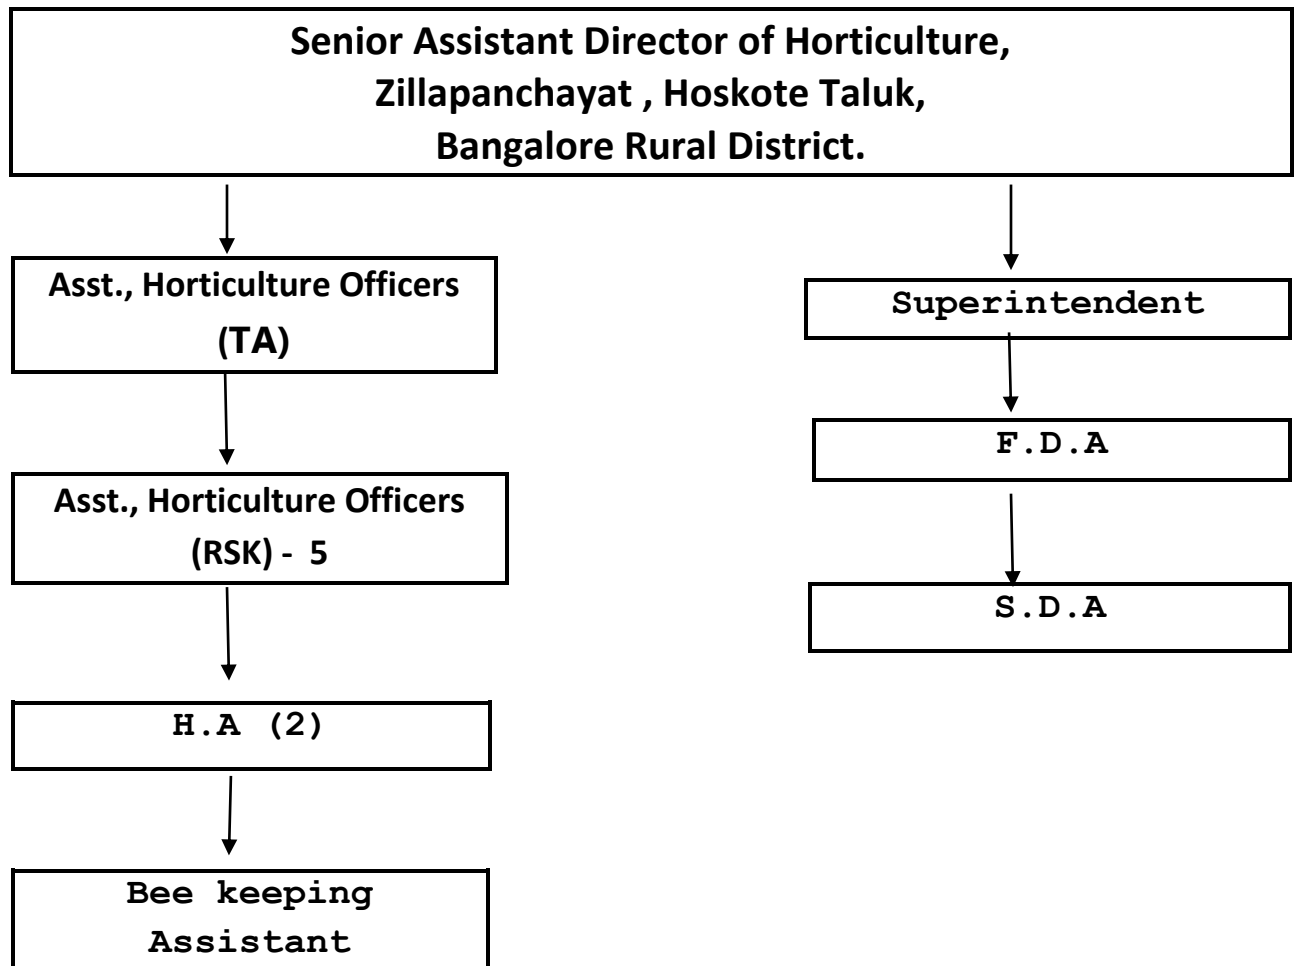 Senior Assistant Director of Horticulture,
Zillapanchayat , Hoskote Taluk,
Bangalore Rural District.
Asst., Horticulture Officers
(TA)
Asst., Horticulture Officers
(RSK) - 5
H.A (2)
Bee keeping
Assistant
Superintendent
F.D.A
S.D.A